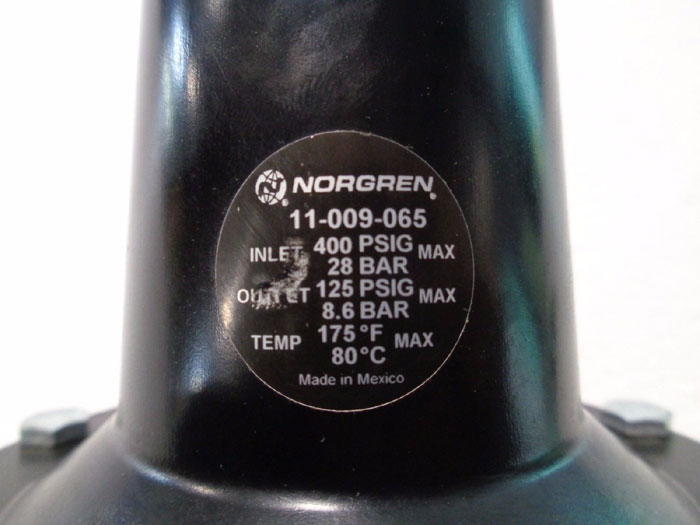 NORGREN®
11-009-065
INLET 400 PSIG MAX
28 BAR
OUTLET 125 PSIG MAX
8.6 BAR
TEMP 175°F MAX
80°C
Made in Mexico